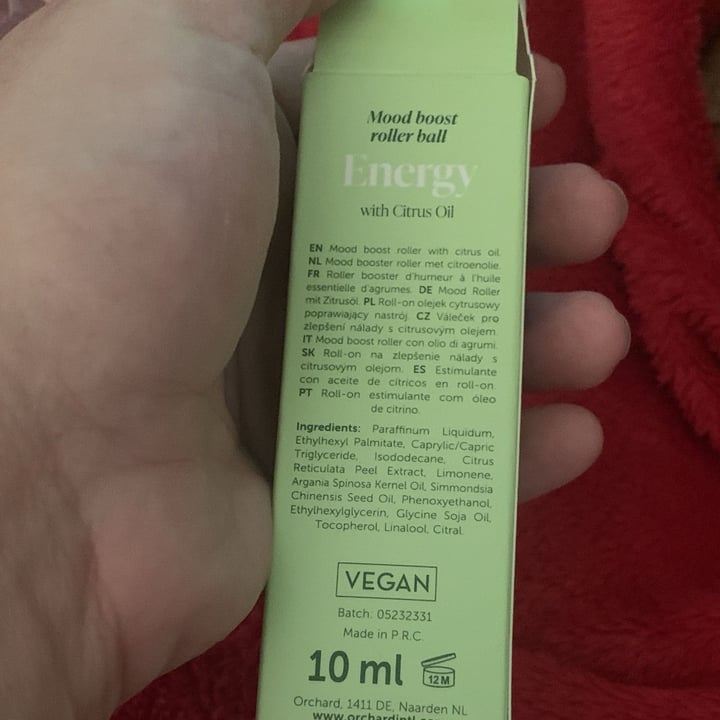 Mood boost
roller ball
Energy
with Citrus Oil
EN Mood boost roller with citrus oil.
NL Mood booster roller met citroenolie.
FR Roller booster d'humeur à l'huile
essentielle d'agrumes. DE Mood Roller
mit Zitrusöl. PL Roll-on olejek cytrusowy
poprawiający nastrój. CZ Váleček pro
zlepšení nálady s citrusovým olejem.
IT Mood boost roller con olio di agrumi.
SK Roll-on na zlepšenie nálady s
citrusovým olejom. ES Estimulante
con aceite de cítricos en roll-on.
PT Roll-on estimulante com óleo
de citrino.
Ingredients: Paraffinum Liquidum,
Ethylhexyl Palmitate, Caprylic/Capric
Triglyceride, Isododecane, Citrus
Reticulata Peel Extract, Limonene,
Argania Spinosa Kernel Oil, Simmondsia
Chinensis Seed Oil, Phenoxyethanol,
Ethylhexylglycerin, Glycine Soja Oil,
Tocopherol, Linalool, Citral.
VEGAN
Batch: 05232331
Made in P.R.C.
10 ml 12 M
Orchard, 1411 DE, Naarden NL